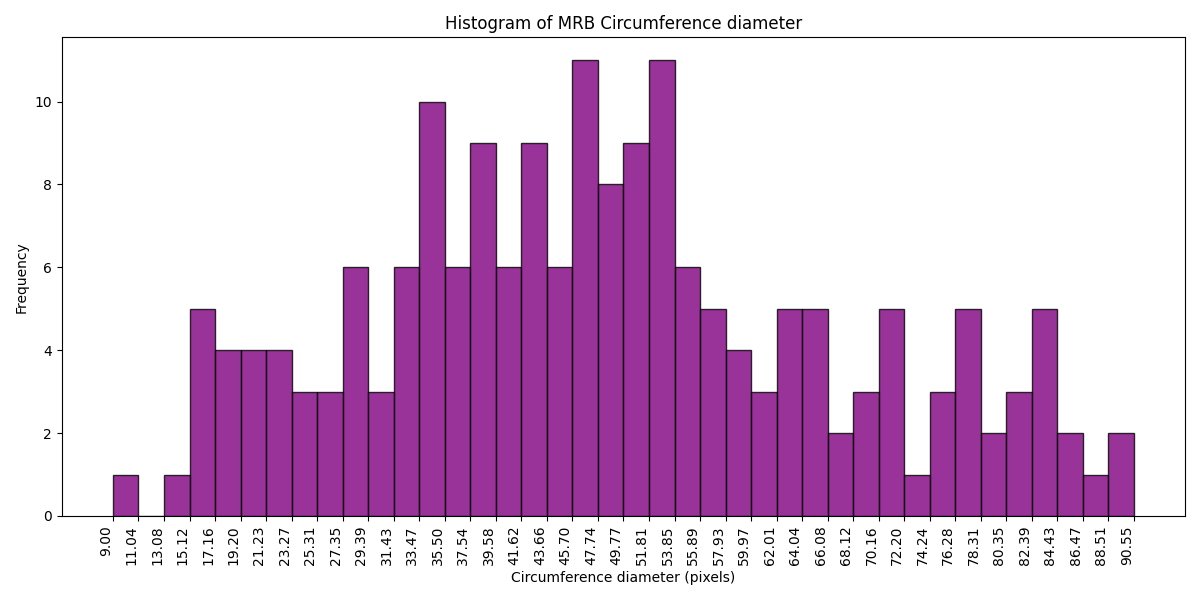 Histogram of MRB Circumference diameter
Frequency
10
8
6
4
2
0
9.00 11.04 13.08 15.12 17.16 19.20 21.23 23.27 25.31 27.35 29.39 31.43 33.47 35.50 37.54 39.58 41.62 43.66 45.70 47.74 49.77 51.81 53.85 55.89 57.93 59.97 62.01 64.04 66.08 68.12 70.16 72.20 74.24 76.28 78.31 80.35 82.39 84.43 86.47 88.51 90.55
Circumference diameter (pixels)